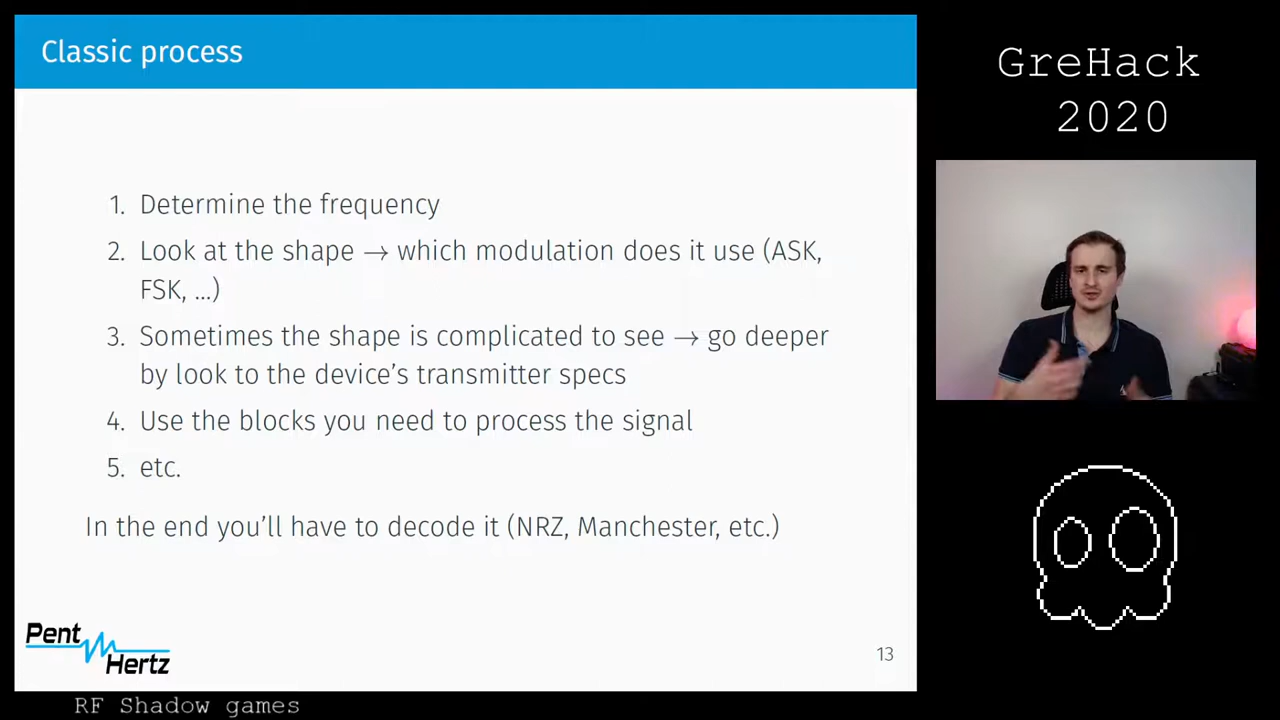 Classic process
GreHack
2020
1. Determine the frequency
2. Look at the shape → which modulation does it use (ASK,
FSK, ...)
3. Sometimes the shape is complicated to see → go deeper
by look to the device's transmitter specs
4. Use the blocks you need to process the signal
5. etc.
In the end you'll have to decode it (NRZ, Manchester, etc.)
Pent
Hertz
13
RF Shadow games